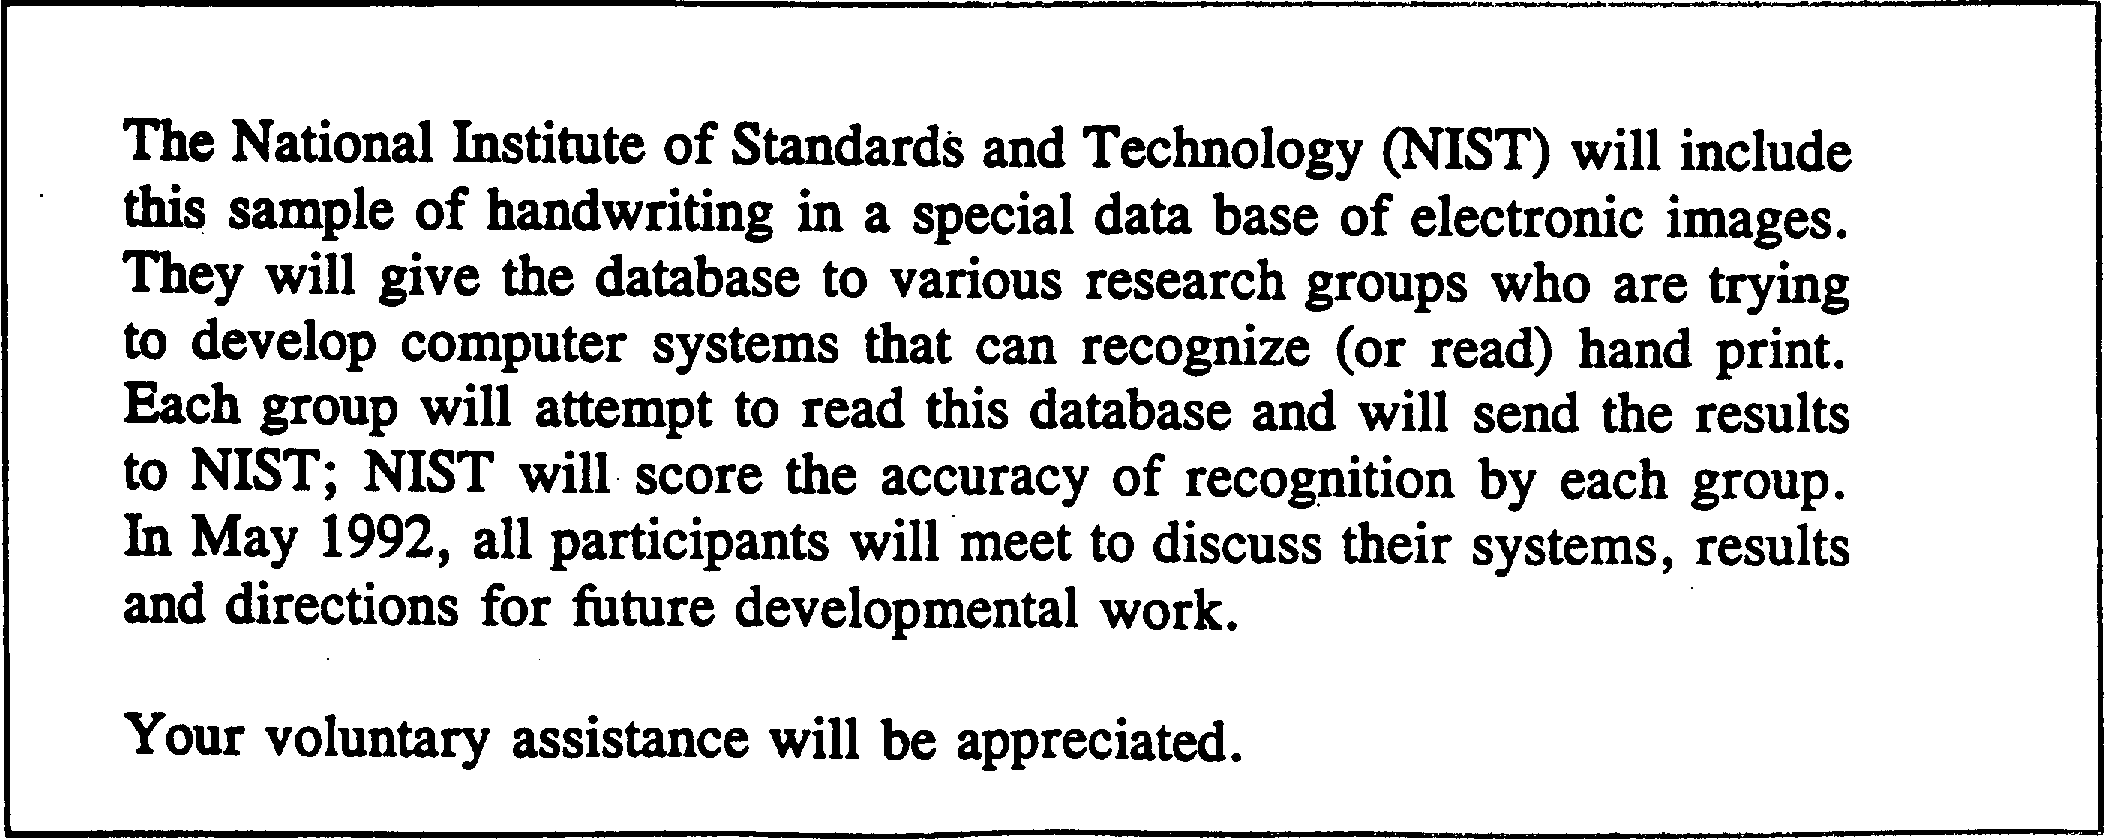 The National Institute of Standards and Technology (NIST) will include
this sample of handwriting in a special data base of electronic images.
They will give the database to various research groups who are trying
to develop computer systems that can recognize (or read) hand print.
Each group will attempt to read this database and will send the results
to NIST; NIST will score the accuracy of recognition by each group.
In May 1992, all participants will meet to discuss their systems, results
and directions for future developmental work.
Your voluntary assistance will be appreciated.